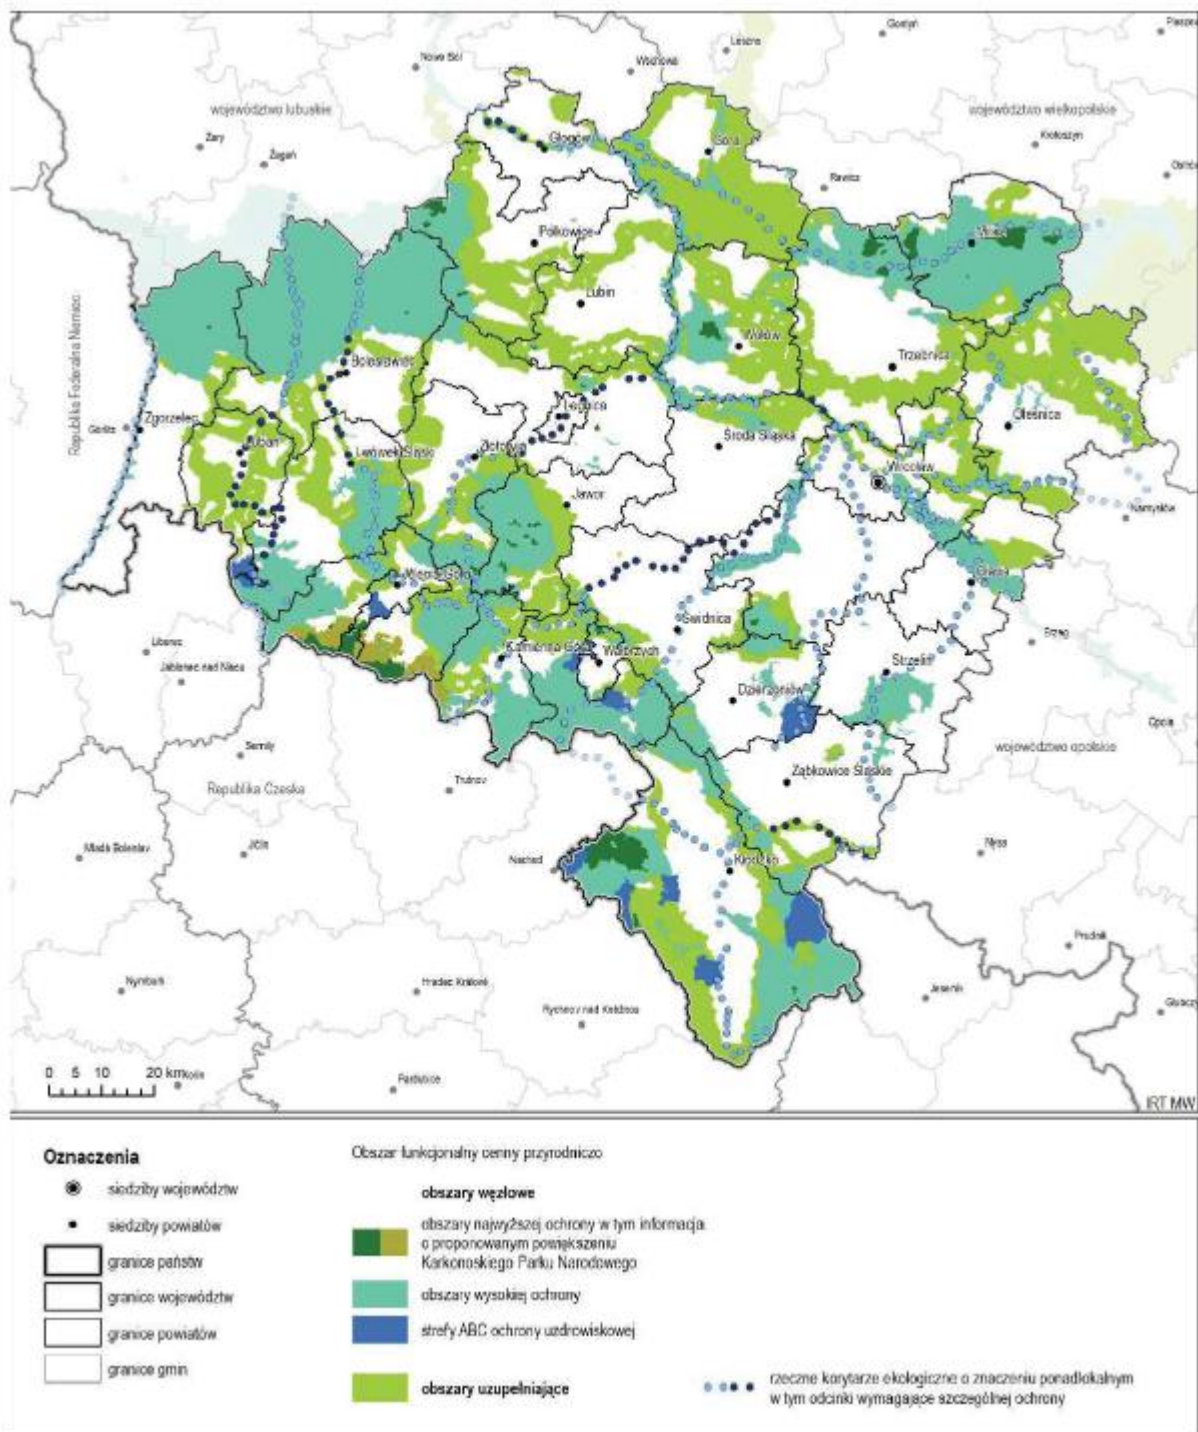 Gostyń
Leszno
Nowa Sól
Wschowa
województwo lubuskie
województwo wielkopolskie
Żary
Żagań
Głogów
Góra
Krotoszyn
Rawicz
Polkowice
Milicz
Republika Federalna Niemiec
Lubin
Wołów
Trzebnica
Bolesławiec
Zgorzelec
Görlitz
Lubań
Lwówek Śląski
Złotoryja
Legnica
Środa Śląska
Oleśnica
Wrocław
Jawor
Namysłów
Oława
Jelenia Góra
Świdnica
Brzeg
Liberec
Jablonec nad Nisou
Kamienna Góra
Wałbrzych
Strzelin
Dzierżoniów
Opole
województwo opolskie
Semily
Republika Czeska
Trutnov
Ząbkowice Śląskie
Mladá Boleslav
Jičín
Náchod
Kłodzko
Nysa
Prudnik
Nymburk
Hradec Králové
Rychnov nad Kněžnou
Jeseník
0 5 10 20 km
Kolín
Pardubice
IRT MW
Oznaczenia
siedziby województw
siedziby powiatów
granice państw
granice województw
granice powiatów
granice gmin
Obszar funkcjonalny cenny przyrodniczo
obszary węzłowe
obszary najwyższej ochrony w tym informacja
o proponowanym powiększeniu
Karkonoskiego Parku Narodowego
obszary wysokiej ochrony
strefy ABC ochrony uzdrowiskowej
obszary uzupełniające
rzeczne korytarze ekologiczne o znaczeniu ponadlokalnym
w tym odcinki wymagające szczególnej ochrony